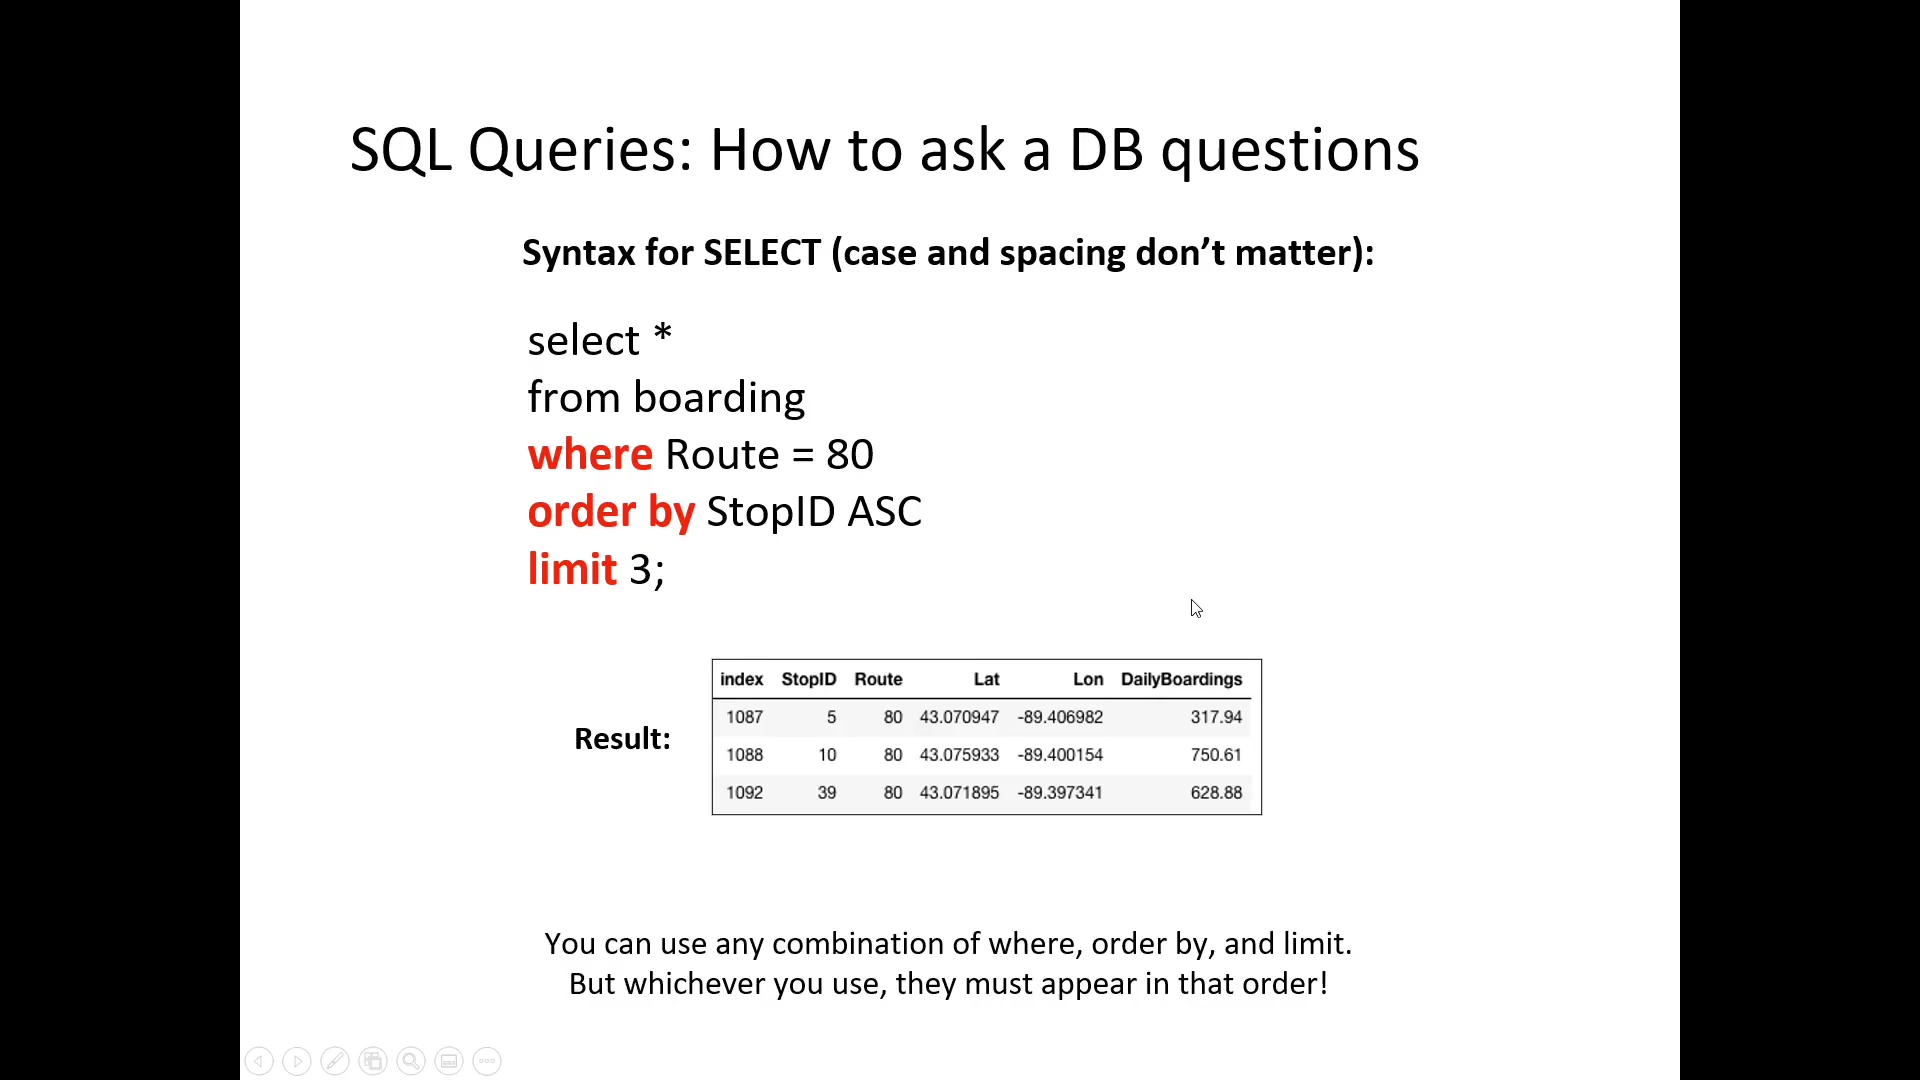 SQL Queries: How to ask a DB questions
Syntax for SELECT (case and spacing don’t matter):
select *
from boarding
where Route = 80
order by StopID ASC
limit 3;
Result:
index StopID Route Lat Lon DailyBoardings
1087 5 80 43.070947 -89.406982 317.94
1088 10 80 43.075933 -89.400154 750.61
1092 39 80 43.071895 -89.397341 628.88
You can use any combination of where, order by, and limit.
But whichever you use, they must appear in that order!